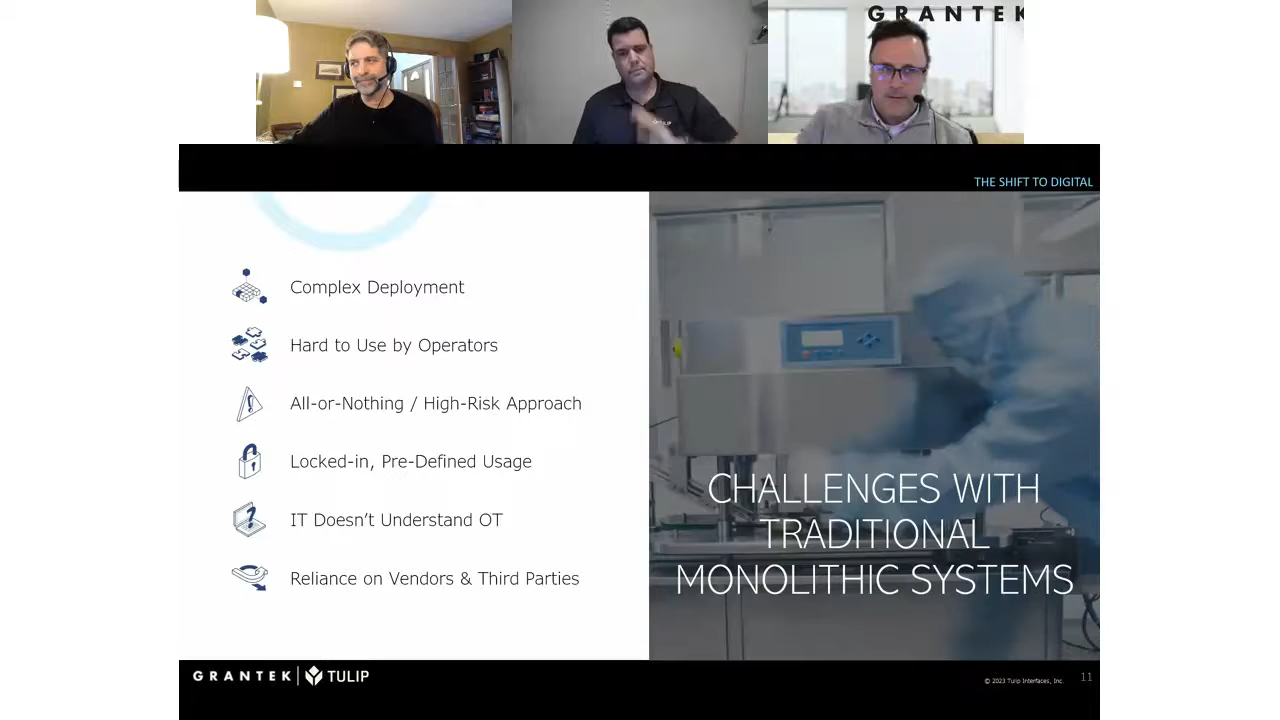 GRANTEK
THE SHIFT TO DIGITAL
Complex Deployment
Hard to Use by Operators
All-or-Nothing / High-Risk Approach
Locked-in, Pre-Defined Usage
IT Doesn’t Understand OT
Reliance on Vendors & Third Parties
CHALLENGES WITH
TRADITIONAL
MONOLITHIC SYSTEMS
GRANTEK | TULIP
© 2023 Tulip Interfaces, Inc.
11